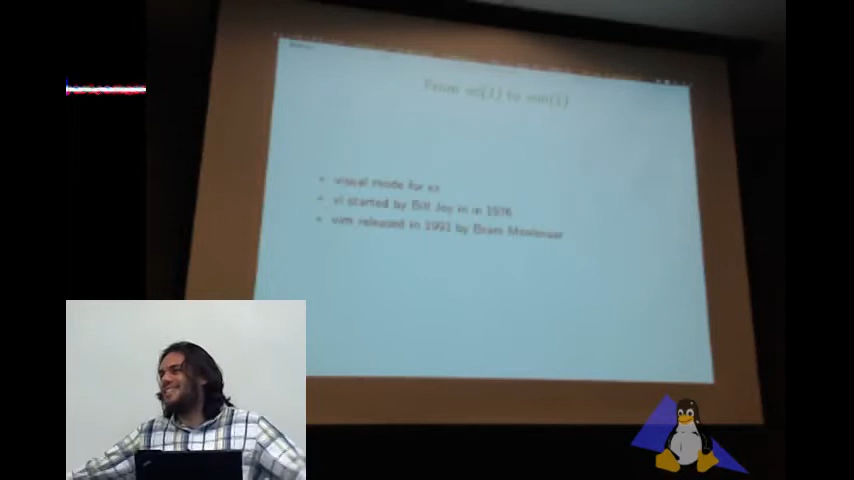 From vi(1) to vim(1)
visual mode for ex
vi started by Bill Joy in in 1976
vim released in 1991 by Bram Moolenaar